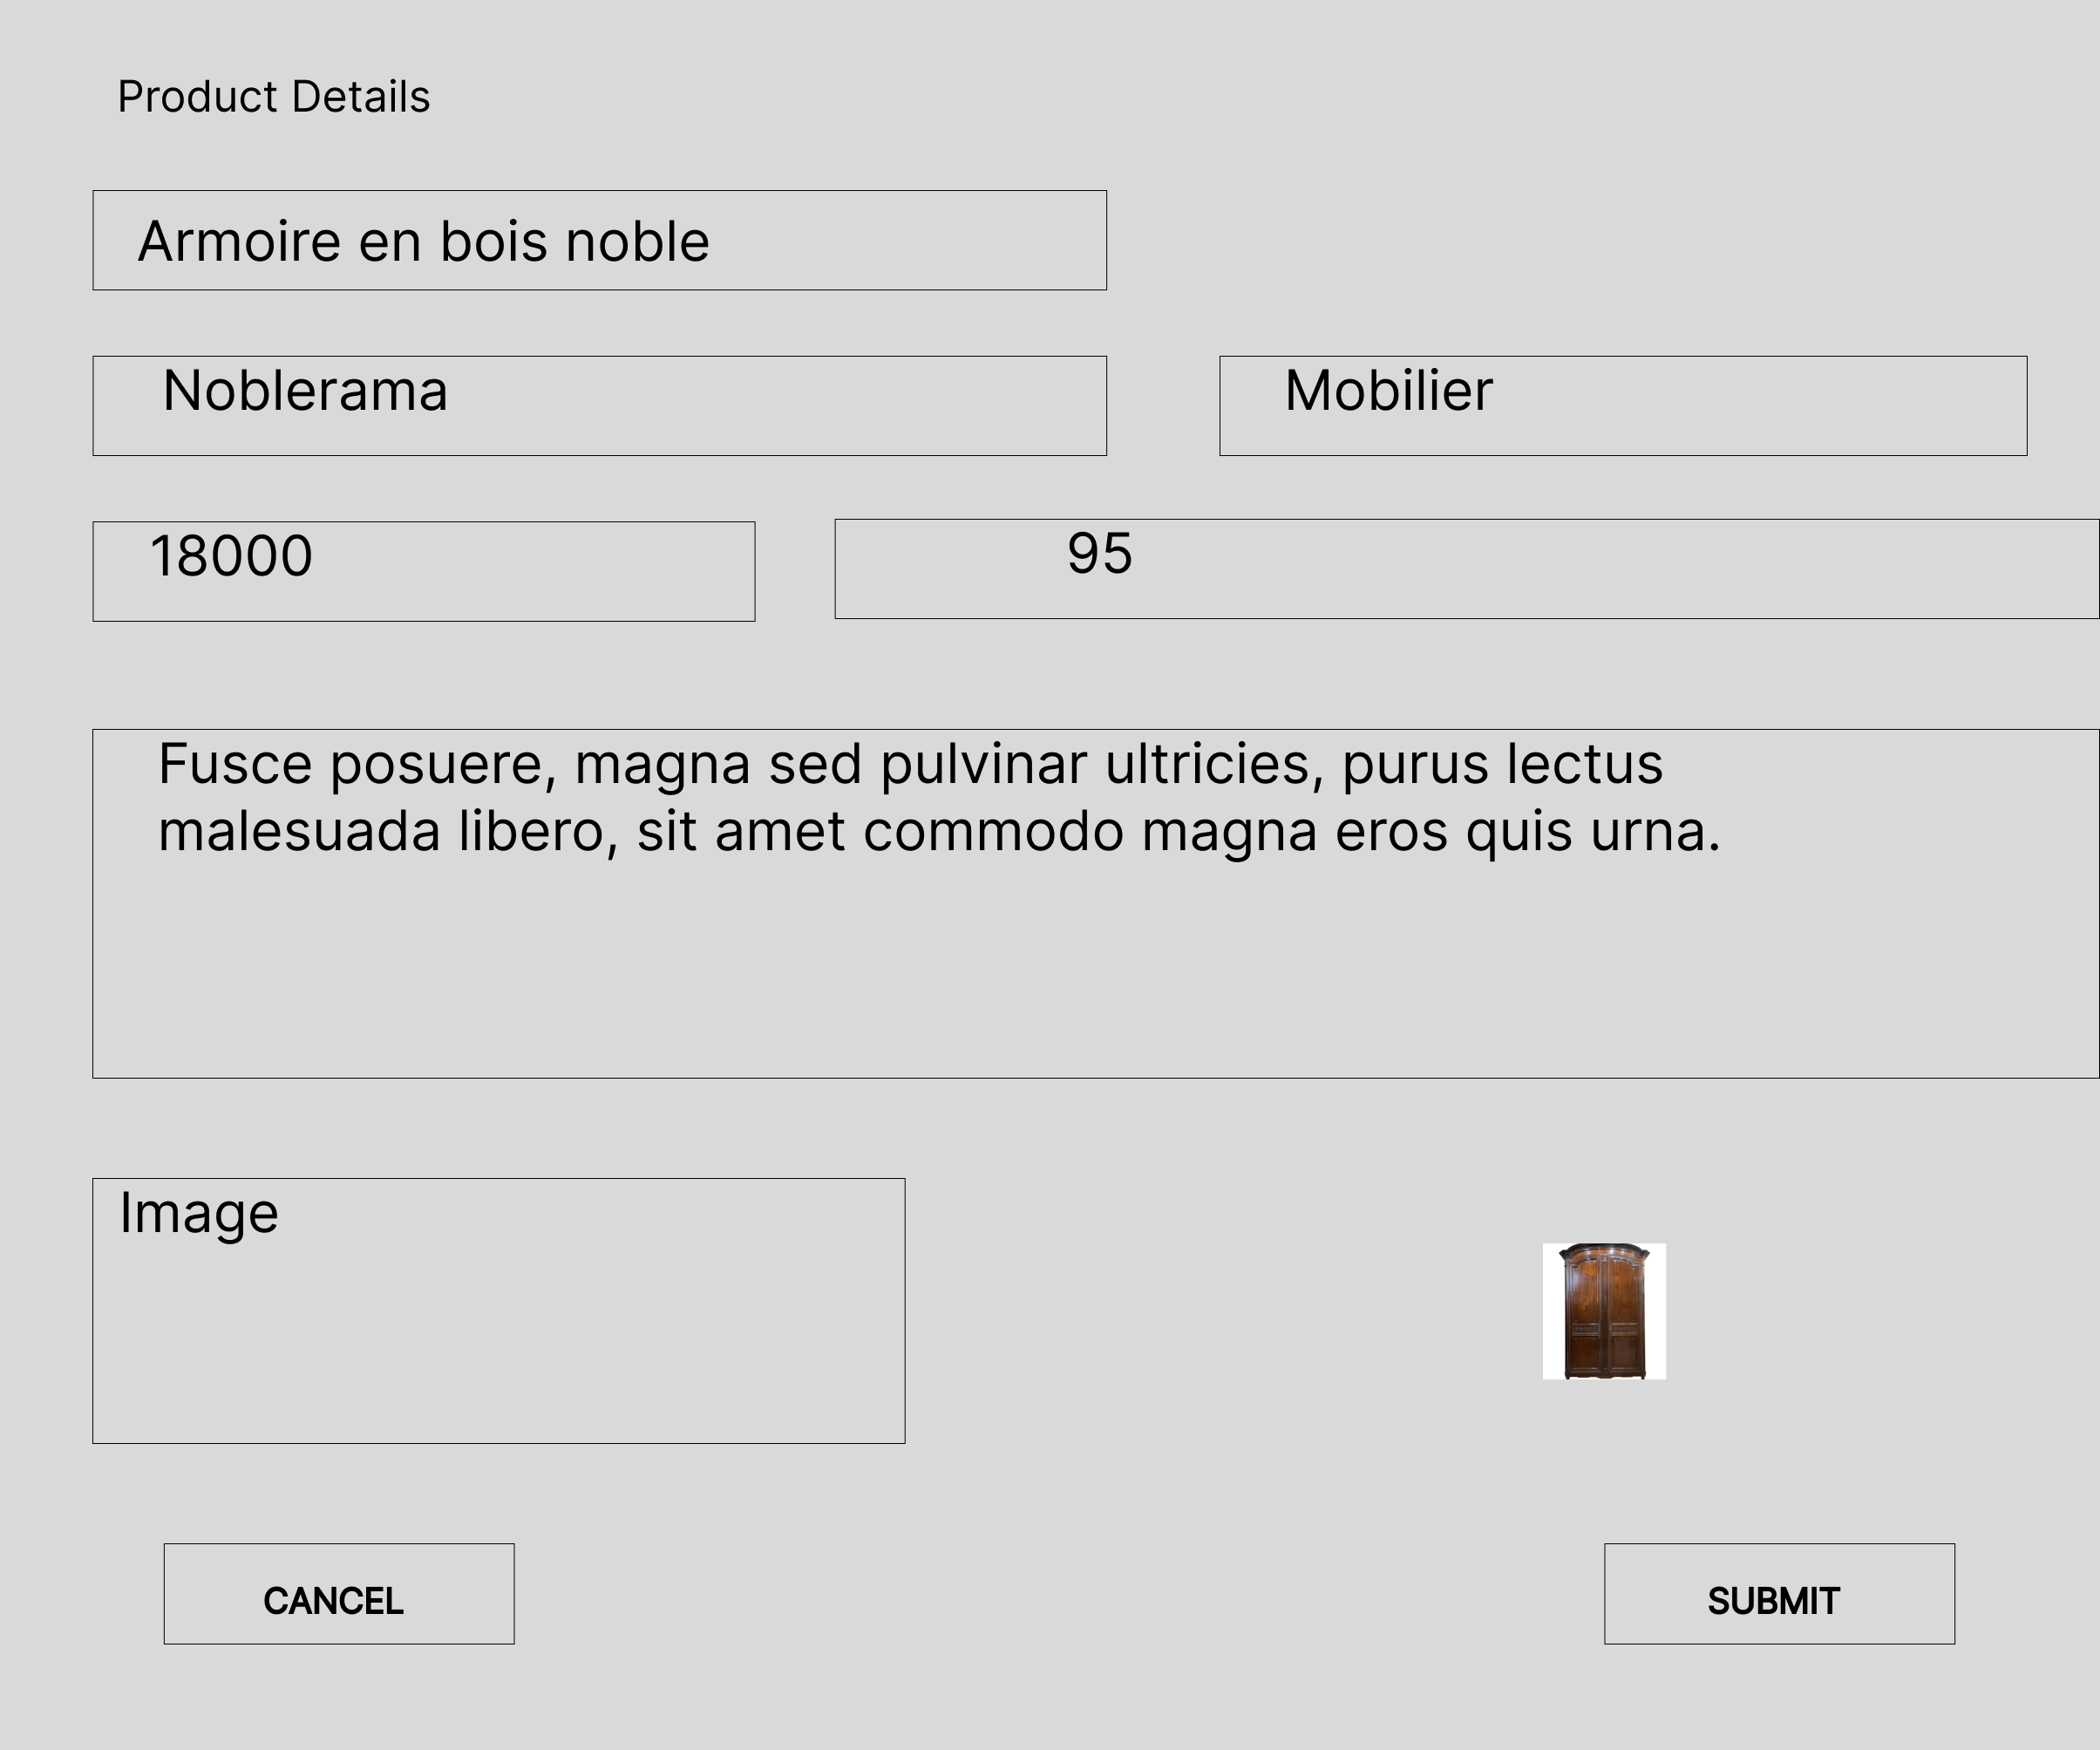 Product Details
Armoire en bois noble
Noblerama
Mobilier
18000
95
Fusce posuere, magna sed pulvinar ultricies, purus lectus
malesuada libero, sit amet commodo magna eros quis urna.
Image
CANCEL
SUBMIT